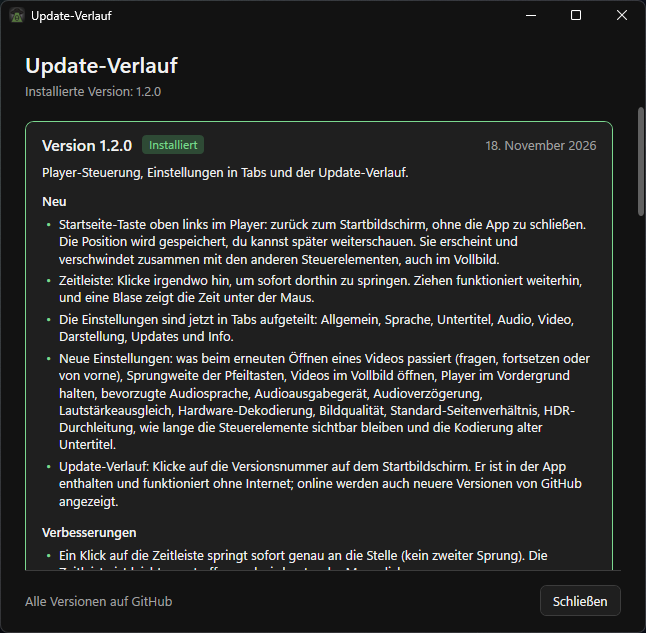 Update-Verlauf
Update-Verlauf
Installierte Version: 1.2.0
Version 1.2.0 Installiert 18. November 2026
Player-Steuerung, Einstellungen in Tabs und der Update-Verlauf.
Neu
• Startseite-Taste oben links im Player: zurück zum Startbildschirm, ohne die App zu schließen.
Die Position wird gespeichert, du kannst später weiterschauen. Sie erscheint und
verschwindet zusammen mit den anderen Steuerelementen, auch im Vollbild.
• Zeitleiste: Klicke irgendwo hin, um sofort dorthin zu springen. Ziehen funktioniert weiterhin,
und eine Blase zeigt die Zeit unter der Maus.
• Die Einstellungen sind jetzt in Tabs aufgeteilt: Allgemein, Sprache, Untertitel, Audio, Video,
Darstellung, Updates und Info.
• Neue Einstellungen: was beim erneuten Öffnen eines Videos passiert (fragen, fortsetzen oder
von vorne), Sprungweite der Pfeiltasten, Videos im Vollbild öffnen, Player im Vordergrund
halten, bevorzugte Audiosprache, Audioausgabegerät, Audioverzögerung,
Lautstärkeausgleich, Hardware-Dekodierung, Bildqualität, Standard-Seitenverhältnis, HDR-
Durchleitung, wie lange die Steuerelemente sichtbar bleiben und die Kodierung alter
Untertitel.
• Update-Verlauf: Klicke auf die Versionsnummer auf dem Startbildschirm. Er ist in der App
enthalten und funktioniert ohne Internet; online werden auch neuere Versionen von GitHub
angezeigt.
Verbesserungen
• Ein Klick auf die Zeitleiste springt sofort genau an die Stelle (kein zweiter Sprung). Die
Alle Versionen auf GitHub
Schließen